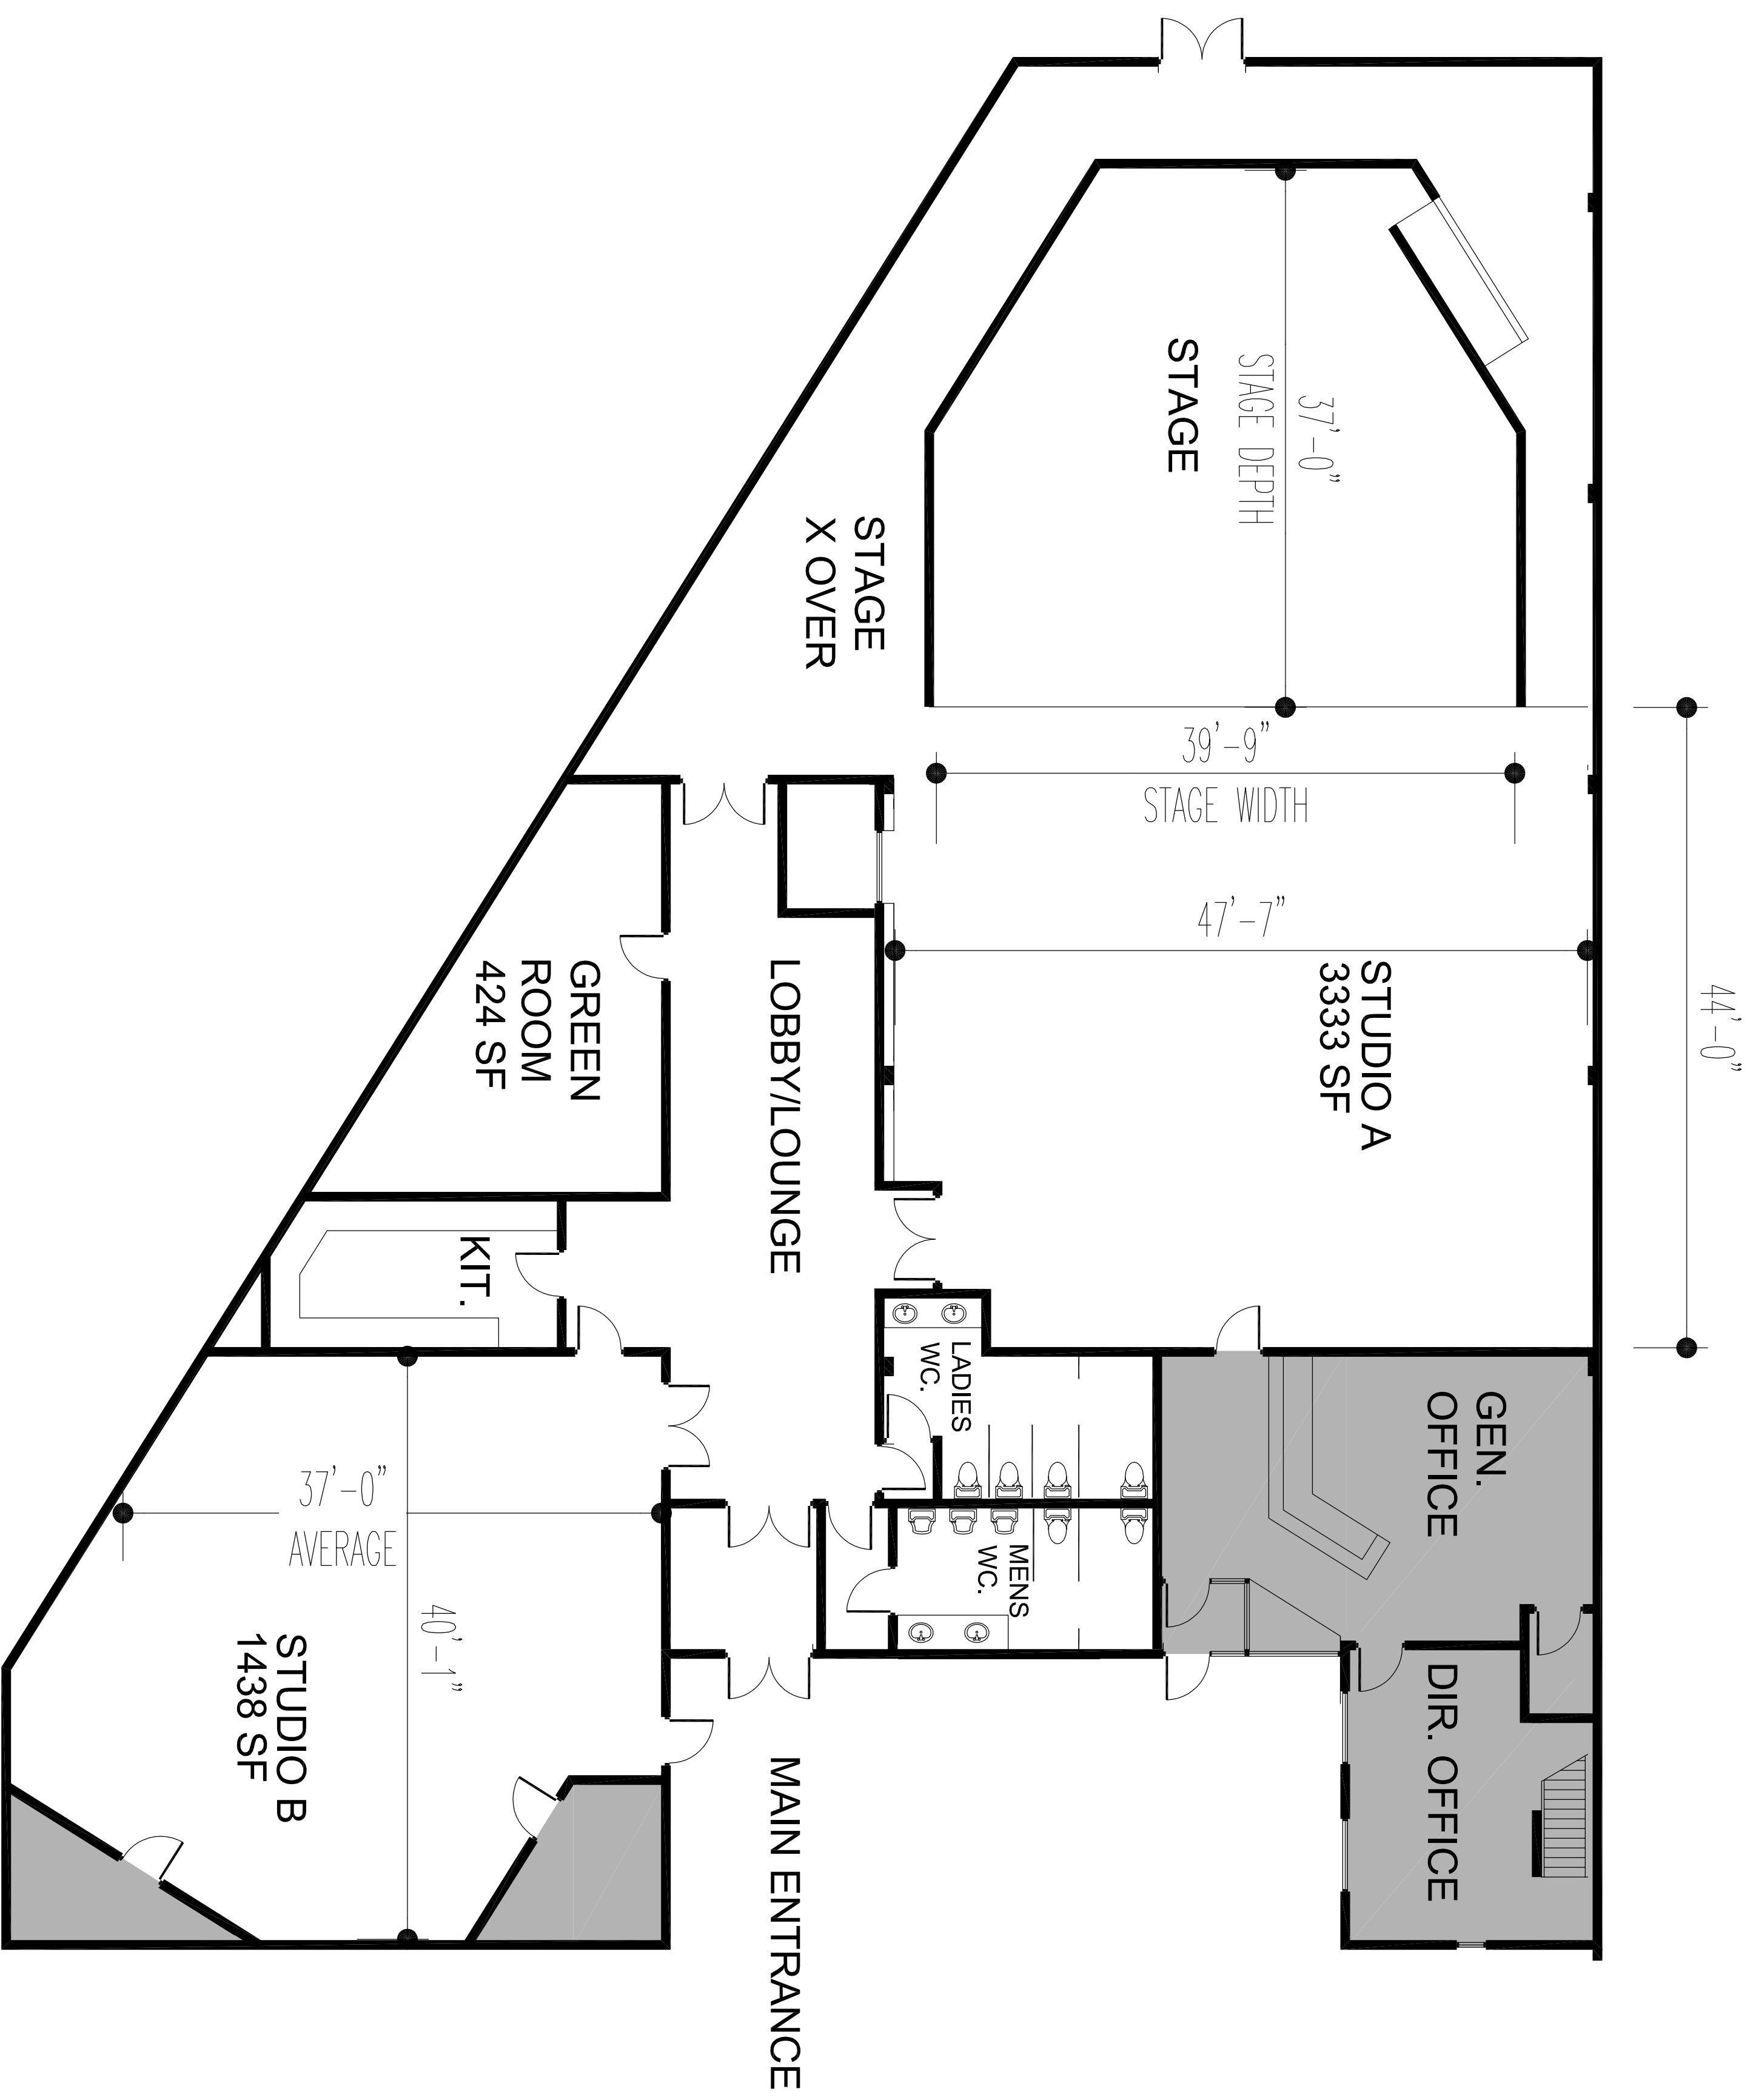 STAGE
37'-0"
STAGE DEPTH
STAGE
X OVER
39'-9"
STAGE WIDTH
47'-7"
44'-0"
STUDIO A
3333 SF
LOBBY/LOUNGE
GREEN
ROOM
424 SF
KIT.
LADIES
WC.
MENS
WC.
GEN.
OFFICE
DIR. OFFICE
37'-0"
AVERAGE
40'-1"
STUDIO B
1438 SF
MAIN ENTRANCE